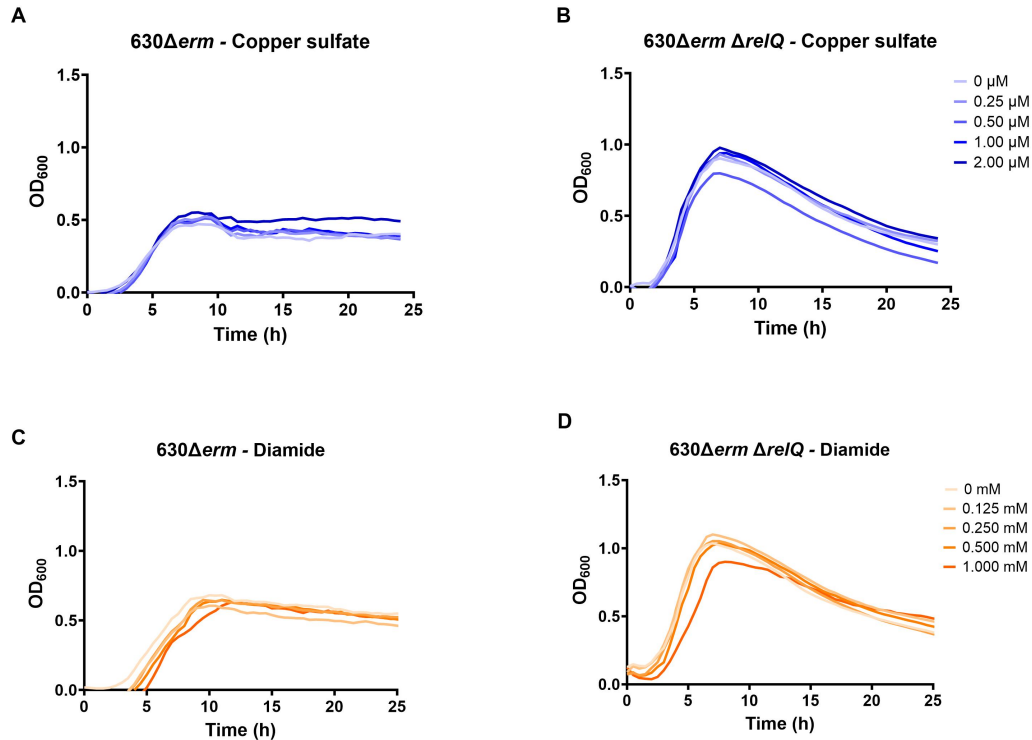 A
630Δerm - Copper sulfate
1.5
1.0
0.5
0.0
OD600
0 5 10 15 20 25
Time (h)
B
630Δerm ΔrelQ - Copper sulfate
1.5
1.0
0.5
0.0
OD600
0 5 10 15 20 25
Time (h)
0 µM
0.25 µM
0.50 µM
1.00 µM
2.00 µM
C
630Δerm - Diamide
1.5
1.0
0.5
0.0
OD600
0 5 10 15 20 25
Time (h)
D
630Δerm ΔrelQ - Diamide
1.5
1.0
0.5
0.0
OD600
0 5 10 15 20 25
Time (h)
0 mM
0.125 mM
0.250 mM
0.500 mM
1.000 mM